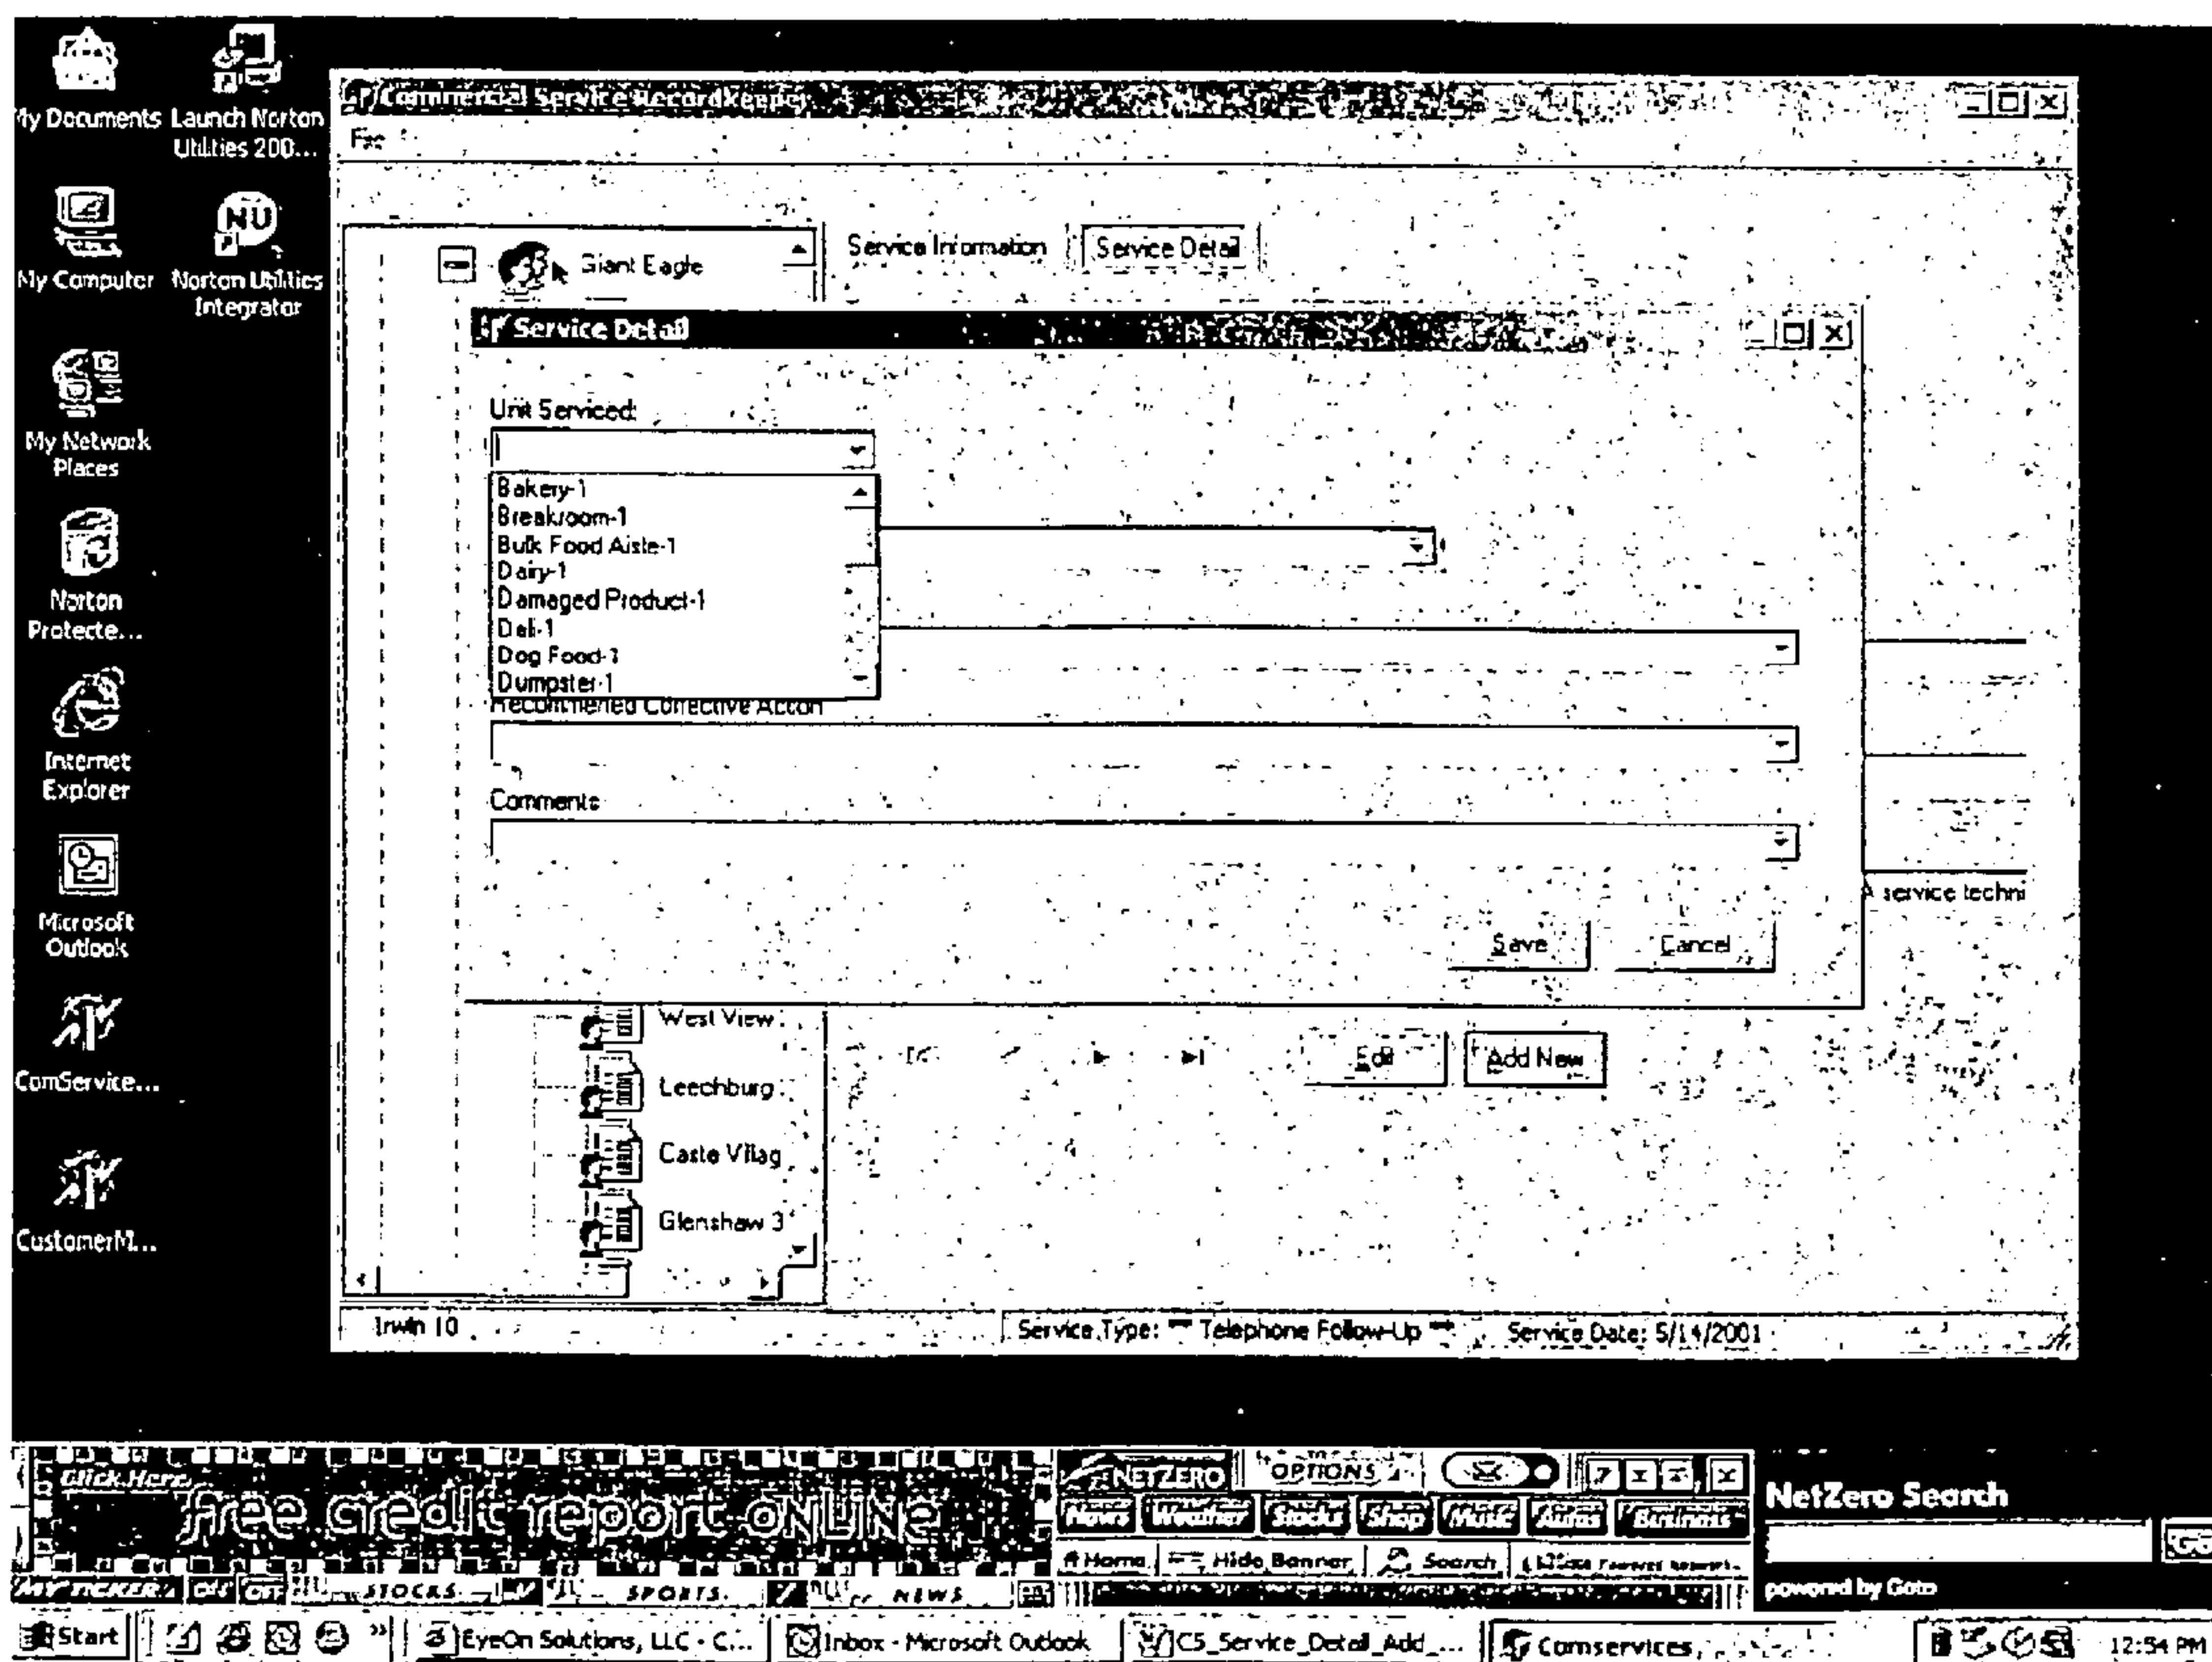 My Documents
Launch Norton
Utilities 200...
My Computer
Norton Utilities
Integrator
My Network
Places
Norton
Protecte...
Internet
Explorer
Microsoft
Outlook
ComService...
CustomerM...
Commercial Service Recordkeeper
Giant Eagle
Service Information
Service Detail
Service Detail
Unit Serviced:
Bakery-1
Breakroom-1
Bulk Food Aisle-1
Dairy-1
Damaged Product-1
Deli-1
Dog Food-1
Dumpster-1
Corrective Action
Comments
A service techni
Save
Cancel
West View
Leechburg
Caste Villag
Glenshaw 3
Edit
Add New
Irwin 10
Service Type: ** Telephone Follow-Up **
Service Date: 5/14/2001
Click Here
free credit report ONLINE
NETZERO
OPTIONS
News
Weather
Stocks
Shop
Music
Autos
Business
Home
Hide Banner
Search
NetZero Search
powered by Goto
MY TICKER
OFF
STOCKS
SPORTS
NEWS
Start
EyeOn Solutions, LLC - C...
Inbox - Microsoft Outlook
C5_Service_Detail_Add_...
Comservices
12:54 PM